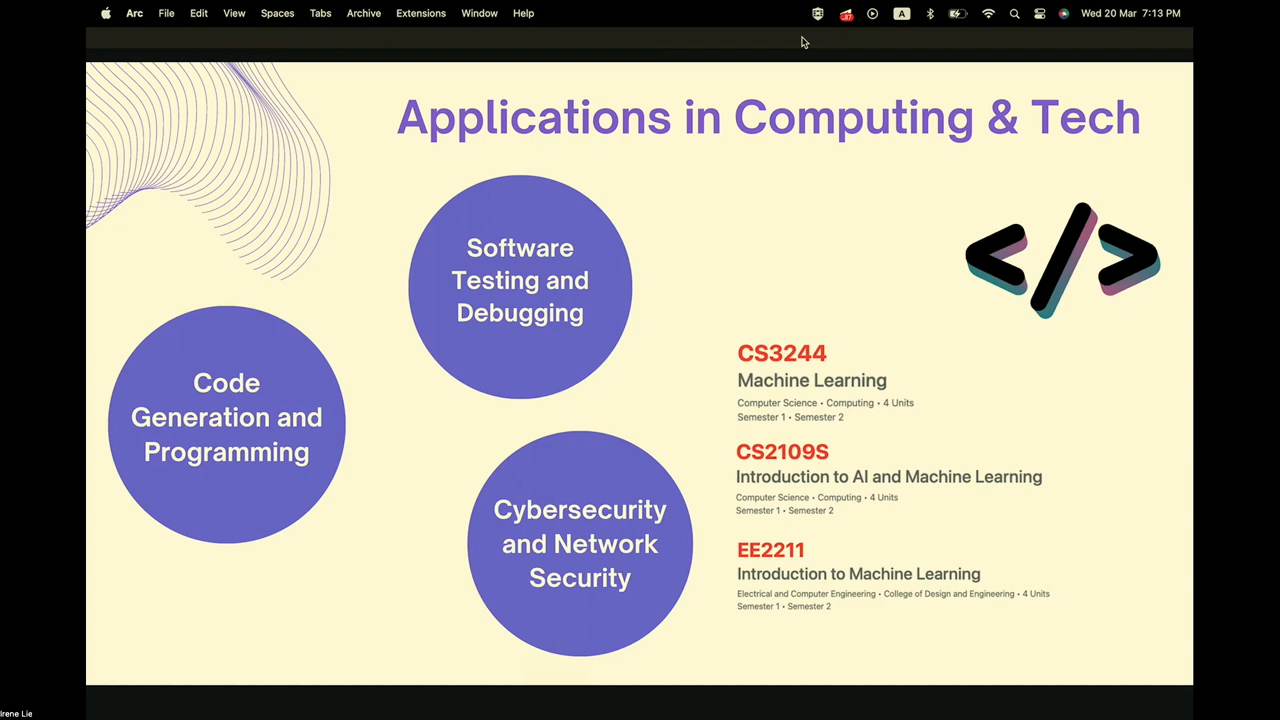 Arc File Edit View Spaces Tabs Archive Extensions Window Help A Wed 20 Mar 7:13 PM
Applications in Computing & Tech
Software
Testing and
Debugging
Code
Generation and
Programming
Cybersecurity
and Network
Security
</>
CS3244
Machine Learning
Computer Science • Computing • 4 Units
Semester 1 • Semester 2
CS2109S
Introduction to AI and Machine Learning
Computer Science • Computing • 4 Units
Semester 1 • Semester 2
EE2211
Introduction to Machine Learning
Electrical and Computer Engineering • College of Design and Engineering • 4 Units
Semester 1 • Semester 2
Irene Lie